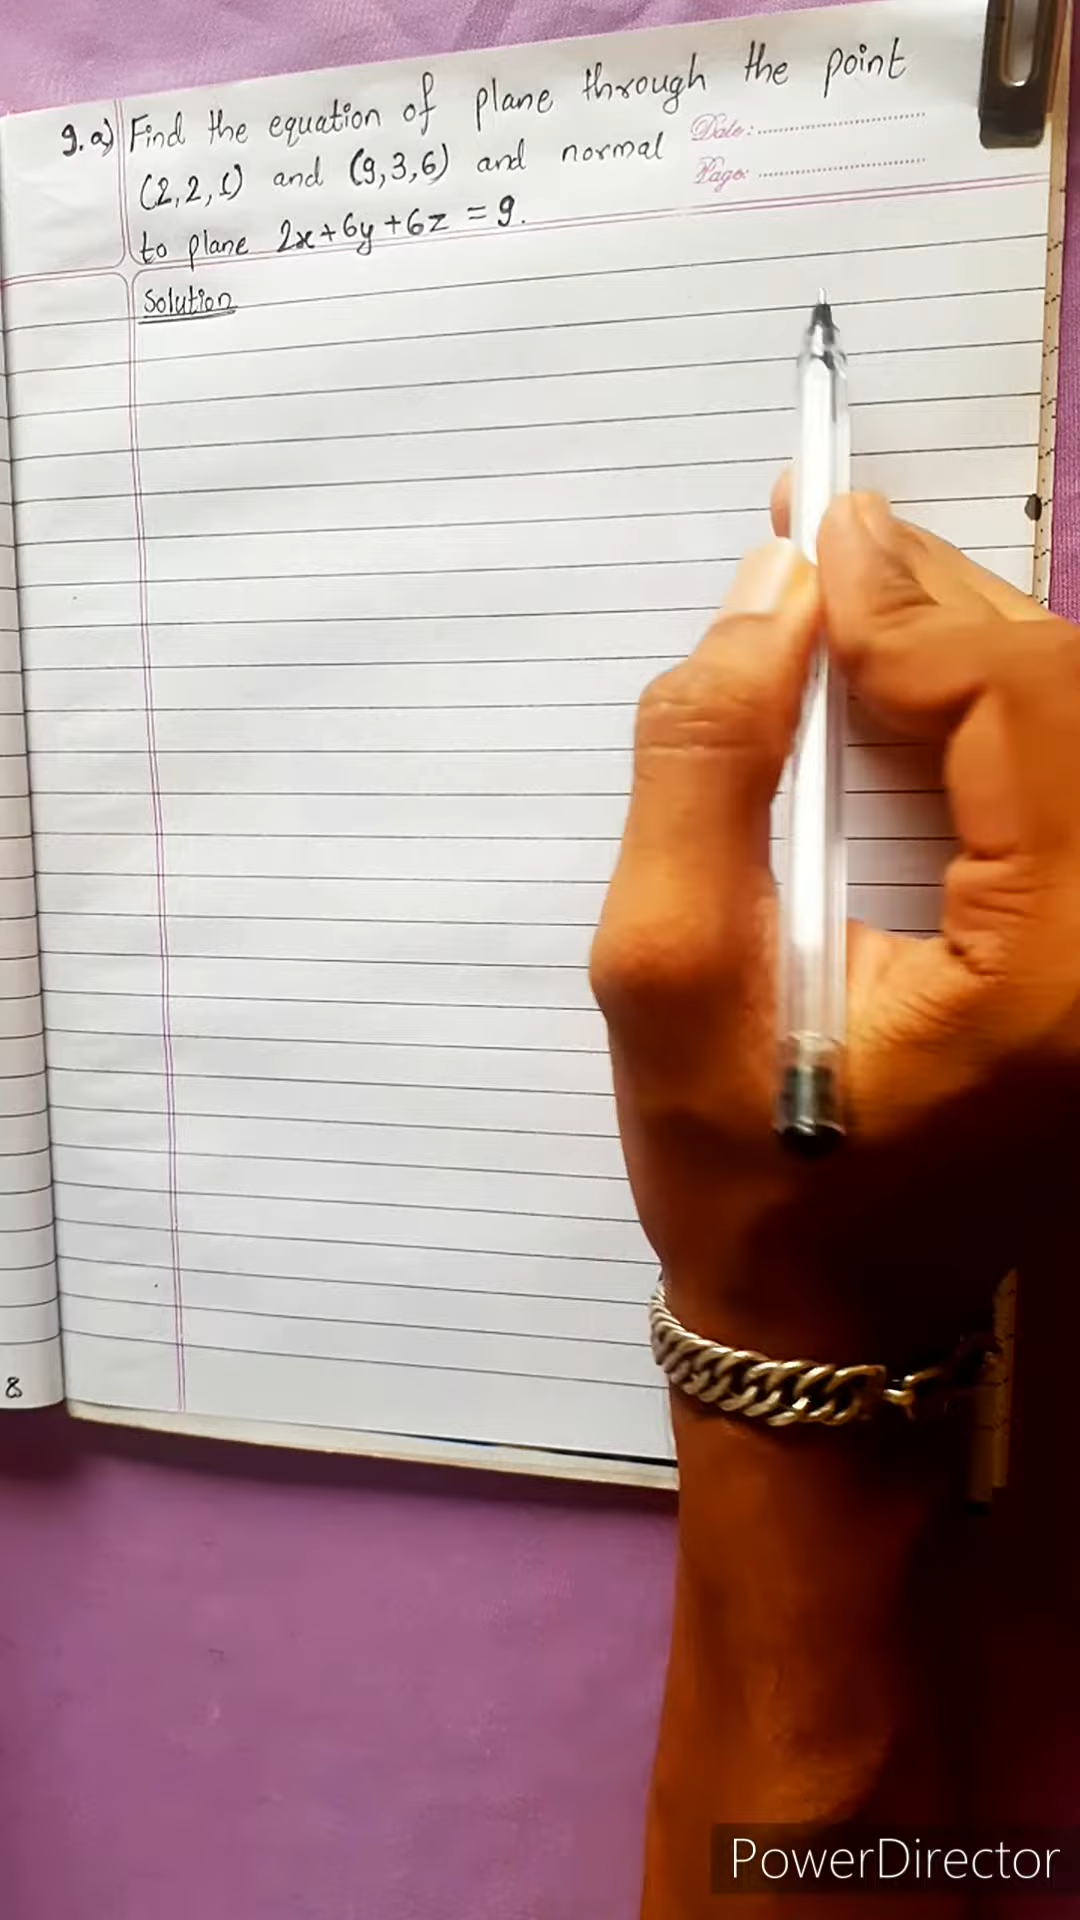 9. a) Find the equation of plane through the point
(2,2,1) and (9,3,6) and normal
to plane 2x+6y+6z = 9.
Date:
Page:
Solution
8
PowerDirector